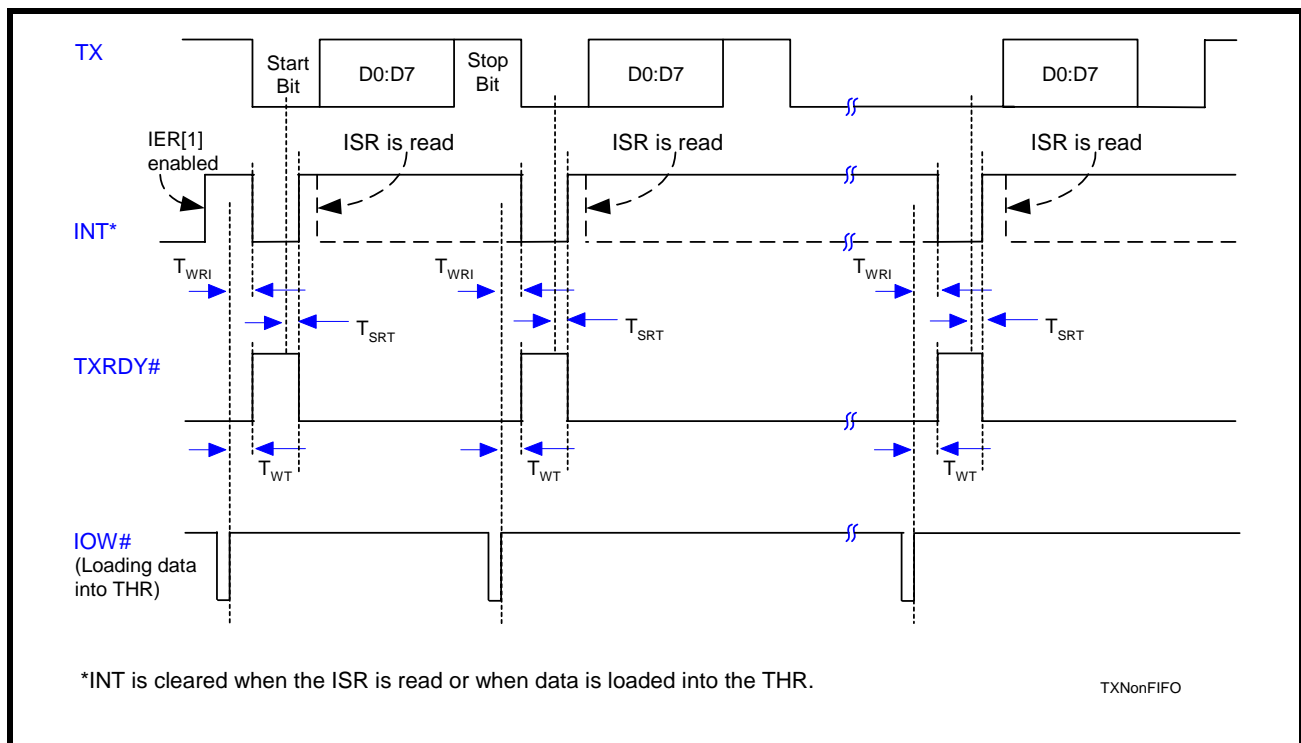 TX
Start
Bit
D0:D7
Stop
Bit
D0:D7
D0:D7
IER[1]
enabled
ISR is read
ISR is read
ISR is read
INT*
TWRI
TWRI
TWRI
TSRT
TSRT
TSRT
TXRDY#
TWT
TWT
TWT
IOW#
(Loading data
into THR)
*INT is cleared when the ISR is read or when data is loaded into the THR.
TXNonFIFO